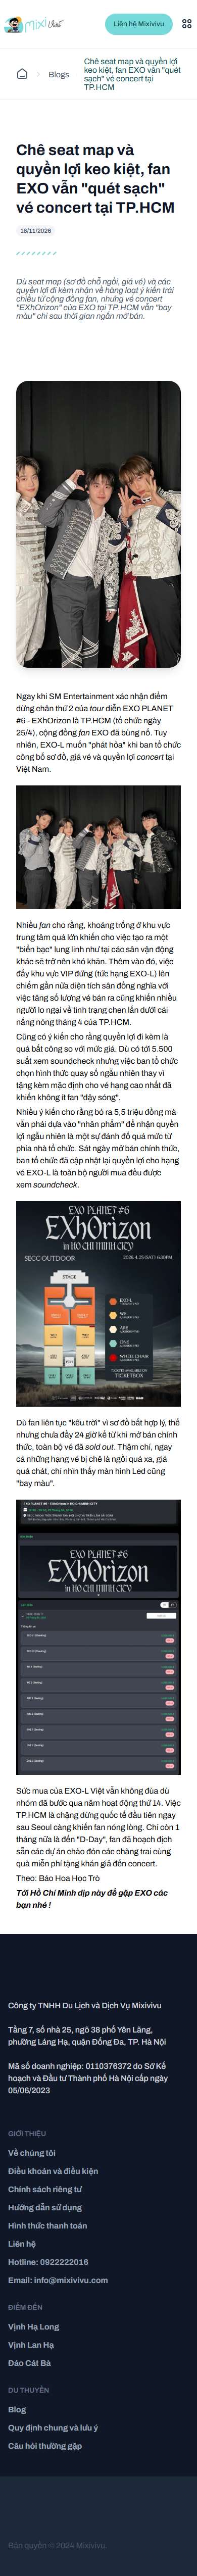 Mixivivu
Liên hệ Mixivivu
Blogs
Chê seat map và quyền lợi
keo kiệt, fan EXO vẫn "quét
sạch" vé concert tại
TP.HCM
Chê seat map và
quyền lợi keo kiệt, fan
EXO vẫn "quét sạch"
vé concert tại TP.HCM
16/11/2026
Dù seat map (sơ đồ chỗ ngồi, giá vé) và các
quyền lợi đi kèm nhận về hàng loạt ý kiến trái
chiều từ cộng đồng fan, nhưng vé concert
"EXhOrizon" của EXO tại TP.HCM vẫn "bay
màu" chỉ sau thời gian ngắn mở bán.
Ngay khi SM Entertainment xác nhận điểm
dừng chân thứ 2 của tour diễn EXO PLANET
#6 - EXhOrizon là TP.HCM (tổ chức ngày
25/4), cộng đồng fan EXO đã bùng nổ. Tuy
nhiên, EXO-L muốn "phát hỏa" khi ban tổ chức
công bố sơ đồ, giá vé và quyền lợi concert tại
Việt Nam.
Nhiều fan cho rằng, khoảng trống ở khu vực
trung tâm quá lớn khiến cho việc tạo ra một
"biển bạc" lung linh như tại các sân vận động
khác sẽ trở nên khó khăn. Thêm vào đó, việc
đẩy khu vực VIP đứng (tức hạng EXO-L) lên
chiếm gần nửa diện tích sân đồng nghĩa với
việc tăng số lượng vé bán ra cũng khiến nhiều
người lo ngại về tình trạng chen lấn dưới cái
nắng nóng tháng 4 của TP.HCM.
Cũng có ý kiến cho rằng quyền lợi đi kèm là
quá bất công so với mức giá. Dù có tới 5.500
suất xem soundcheck nhưng việc ban tổ chức
chọn hình thức quay số ngẫu nhiên thay vì
tặng kèm mặc định cho vé hạng cao nhất đã
khiến không ít fan "dậy sóng".
Nhiều ý kiến cho rằng bỏ ra 5,5 triệu đồng mà
vẫn phải dựa vào "nhân phẩm" để nhận quyền
lợi ngẫu nhiên là một sự đánh đố quá mức từ
phía nhà tổ chức. Sát ngày mở bán chính thức,
ban tổ chức đã cập nhật lại quyền lợi cho hạng
vé EXO-L là toàn bộ người mua đều được
xem soundcheck.
EXO PLANET #6
EXhORIZON
SECC OUTDOOR
STAGE
Dù fan liên tục "kêu trời" vì sơ đồ bất hợp lý, thế
nhưng chưa đầy 24 giờ kể từ khi mở bán chính
thức, toàn bộ vé đã sold out. Thậm chí, ngay
cả những hạng vé bị chê là ngồi quá xa, giá
quá chát, chỉ nhìn thấy màn hình Led cũng
"bay màu".
EXO PLANET #6
EXhORIZON
in HO CHI MINH CITY
Sức mua của EXO-L Việt vẫn không đùa dù
nhóm đã bước qua năm hoạt động thứ 14. Việc
TP.HCM là chặng dừng quốc tế đầu tiên ngay
sau Seoul càng khiến fan nóng lòng. Chỉ còn 1
tháng nữa là đến "D-Day", fan đã hoạch định
sẵn các dự án chào đón các chàng trai cùng
quà miễn phí tặng khán giả đến concert.
Theo: Báo Hoa Học Trò
Tới Hồ Chí Minh dịp này để gặp EXO các
bạn nhé !
Công ty TNHH Du Lịch và Dịch Vụ Mixivivu
Tầng 7, số nhà 25, ngõ 38 phố Yên Lãng,
phường Láng Hạ, quận Đống Đa, TP. Hà Nội
Mã số doanh nghiệp: 0110376372 do Sở Kế
hoạch và Đầu tư Thành phố Hà Nội cấp ngày
05/06/2023
GIỚI THIỆU
Về chúng tôi
Điều khoản và điều kiện
Chính sách riêng tư
Hướng dẫn sử dụng
Hình thức thanh toán
Liên hệ
Hotline: 0922222016
Email: info@mixivivu.com
ĐIỂM ĐẾN
Vịnh Hạ Long
Vịnh Lan Hạ
Đảo Cát Bà
DU THUYỀN
Blog
Quy định chung và lưu ý
Câu hỏi thường gặp
Bản quyền © 2024 Mixivivu.